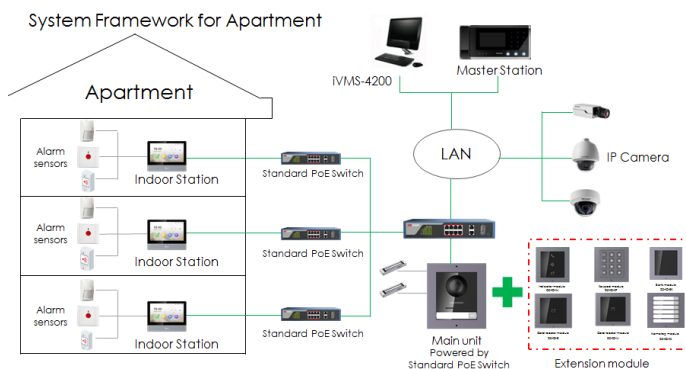 System Framework for Apartment
iVMS-4200
Master Station
Apartment
LAN
IP Camera
Alarm
sensors
Indoor Station
Standard PoE Switch
Alarm
sensors
Indoor Station
Standard PoE Switch
Alarm
sensors
Indoor Station
Standard PoE Switch
Main unit
Powered by
Standard PoE Switch
Extension module